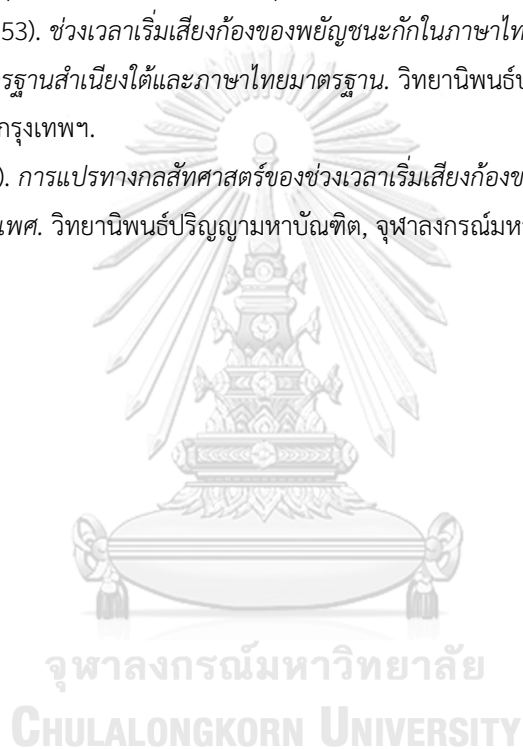 53). ช่วงเวลาเริ่มเสียงก้องของพยัญชนะกักในภาษาไท
รฐานสำเนียงใต้และภาษาไทยมาตรฐาน. วิทยานิพนธ์ป
กรุงเทพฯ.
). การแปรทางกลสัทศาสตร์ของช่วงเวลาเริ่มเสียงก้องข
เพศ. วิทยานิพนธ์ปริญญามหาบัณฑิต, จุฬาลงกรณ์มหา
จุฬาลงกรณ์มหาวิทยาลัย
CHULALONGKORN UNIVERSITY